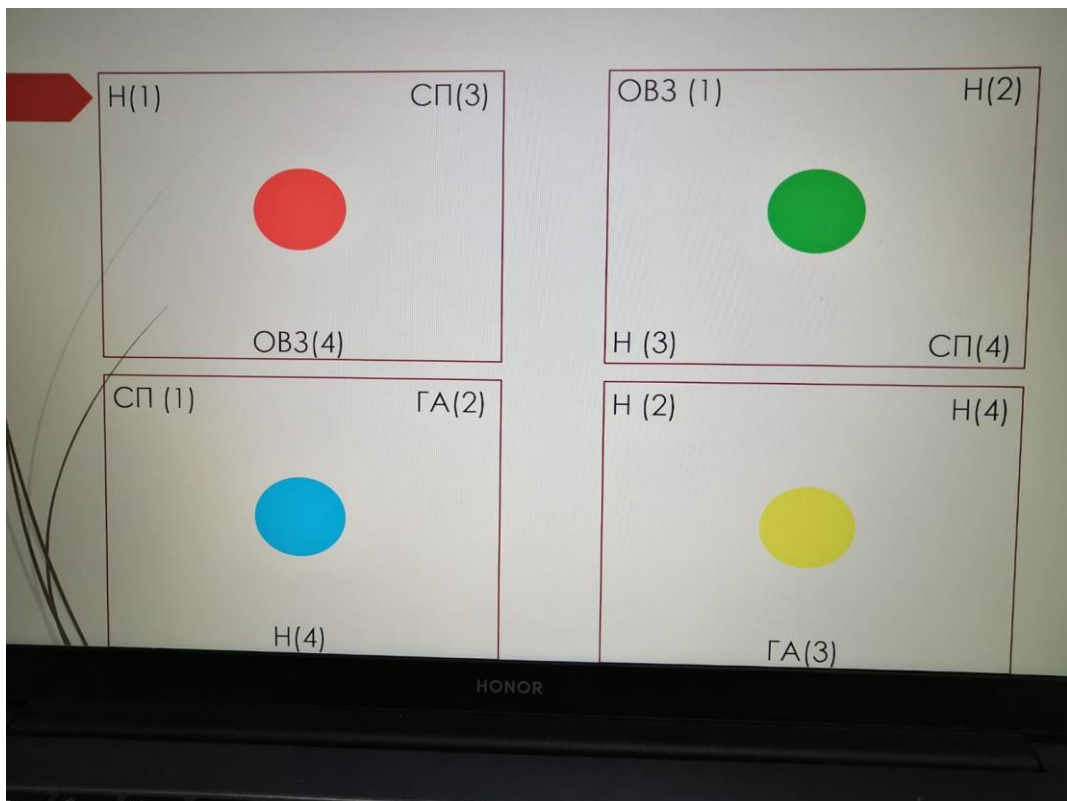 Н(1) СП(3)
ОВЗ(4)
ОВЗ (1) Н(2)
Н (3) СП(4)
СП (1) ГА(2)
Н(4)
Н (2) Н(4)
ГА(3)
HONOR